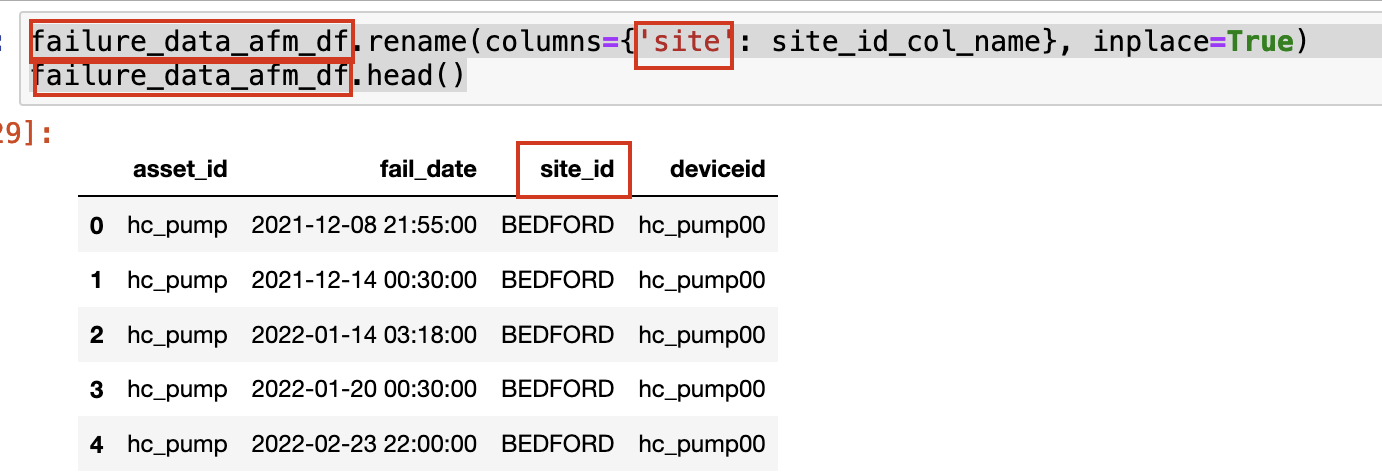 : failure_data_afm_df.rename(columns={'site': site_id_col_name}, inplace=True)
failure_data_afm_df.head()
29]:
asset_id fail_date site_id deviceid
0 hc_pump 2021-12-08 21:55:00 BEDFORD hc_pump00
1 hc_pump 2021-12-14 00:30:00 BEDFORD hc_pump00
2 hc_pump 2022-01-14 03:18:00 BEDFORD hc_pump00
3 hc_pump 2022-01-20 00:30:00 BEDFORD hc_pump00
4 hc_pump 2022-02-23 22:00:00 BEDFORD hc_pump00